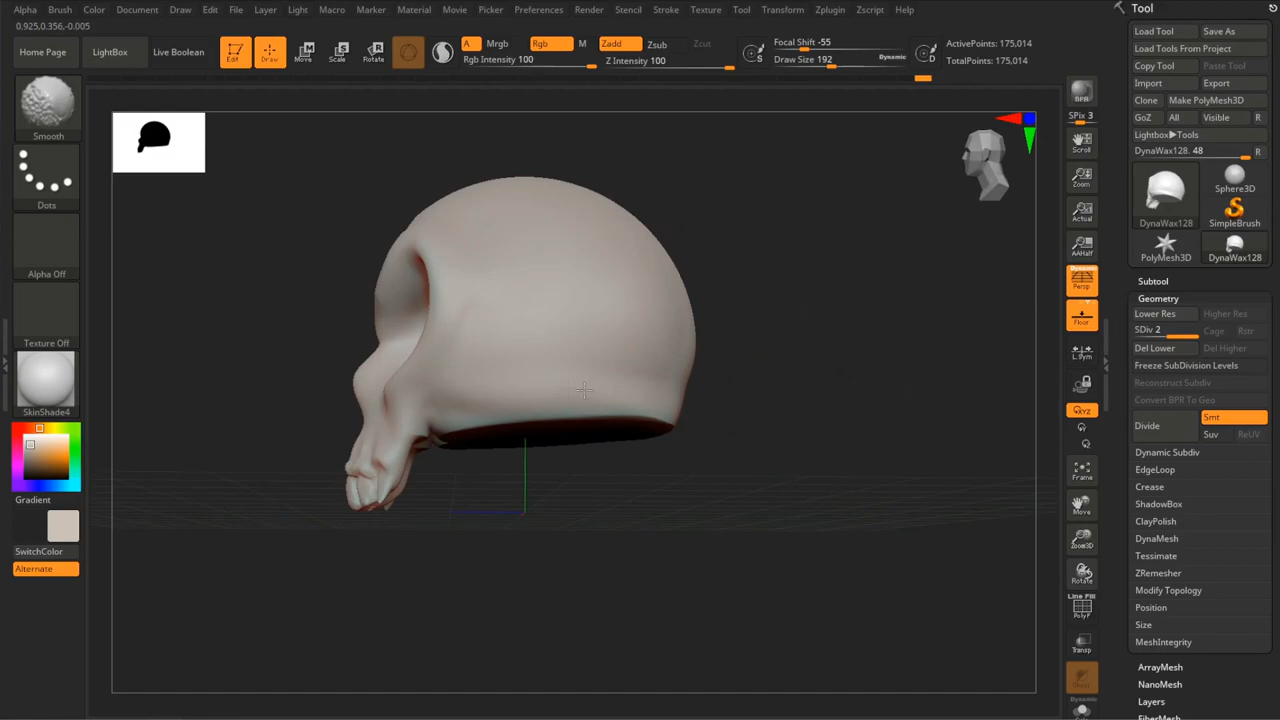 Alpha Brush Color Document Draw Edit File Layer Light Macro Marker Material Movie Picker Preferences Render Stencil Stroke Texture Tool Transform Zplugin Zscript Help
Tool
0.925,0.356,-0.005
Home Page
LightBox
Live Boolean
Edit
Draw
Move
Scale
Rotate
A
Mrgb
Rgb
M
Rgb Intensity 100
Zadd
Zsub
Zcut
Z Intensity 100
S
Focal Shift -55
Draw Size 192
Dynamic
D
ActivePoints: 175,014
TotalPoints: 175,014
Smooth
Dots
Alpha Off
Texture Off
SkinShade4
Gradient
SwitchColor
Alternate
BPR
SPix 3
Scroll
Zoom
Actual
AAHalf
Dynamic
Persp
Floor
L.Sym
XYZ
Y
Z
Frame
Move
Zoom3D
Rotate
Line Fill
PolyF
Transp
Dynamic
Load Tool Save As
Load Tools From Project
Copy Tool Paste Tool
Import Export
Clone Make PolyMesh3D
GoZ All Visible R
Lightbox▶Tools
DynaWax128. 48 R
DynaWax128
Sphere3D
SimpleBrush
PolyMesh3D
DynaWax128
Subtool
Geometry
Lower Res Higher Res
SDiv 2 Cage Rstr
Del Lower Del Higher
Freeze SubDivision Levels
Reconstruct Subdiv
Convert BPR To Geo
Divide
Smt
Suv ReUV
Dynamic Subdiv
EdgeLoop
Crease
ShadowBox
ClayPolish
DynaMesh
Tessimate
ZRemesher
Modify Topology
Position
Size
MeshIntegrity
ArrayMesh
NanoMesh
Layers
FiberMesh